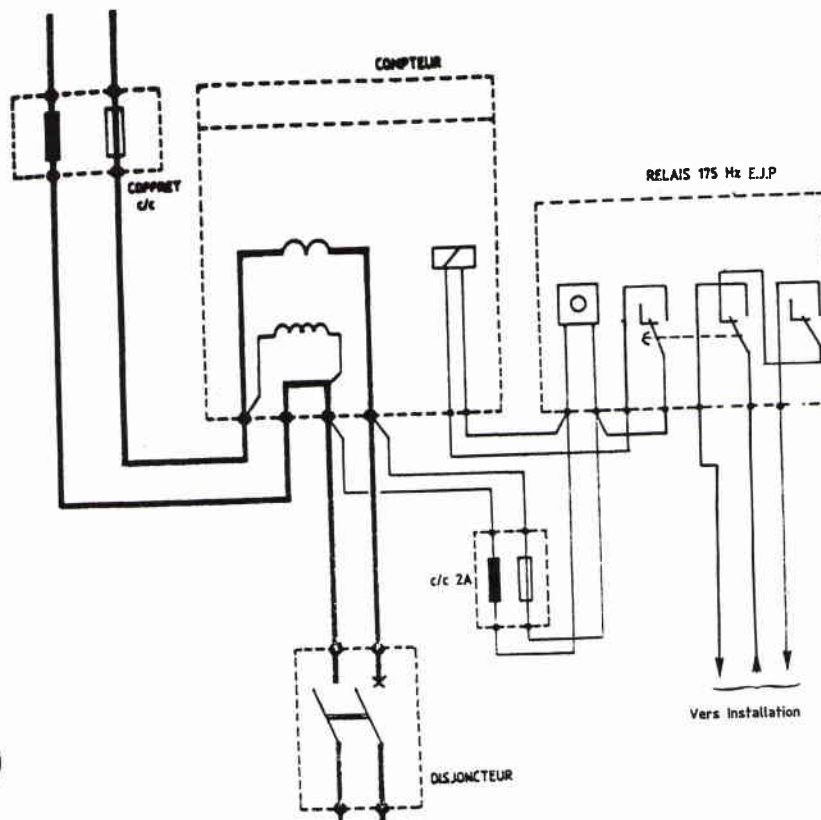 COMPTEUR
COFFRET
c/c
RELAIS 175 Hz E.J.P
c/c 2A
Vers Installation
DISJONCTEUR